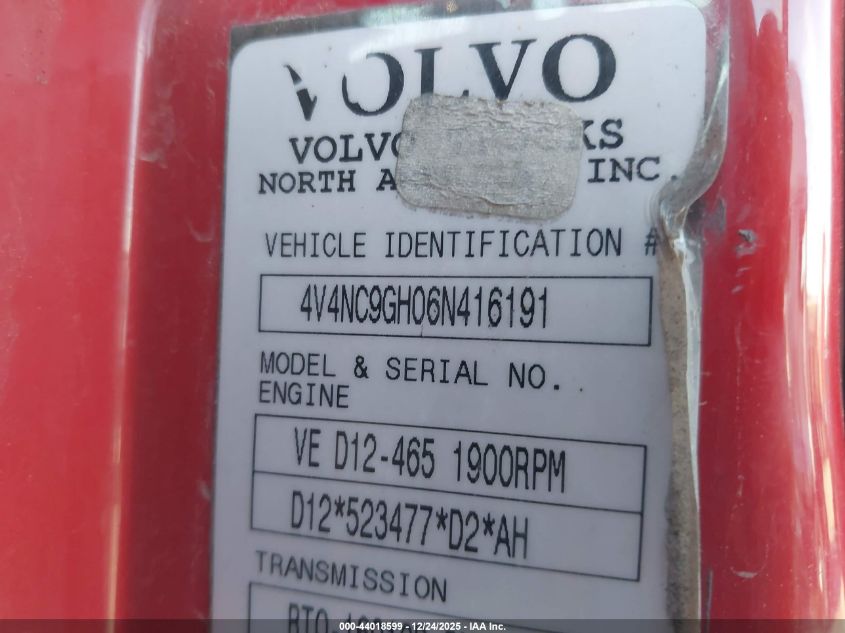 VOLVO
VOLVO
NORTH INC.
VEHICLE IDENTIFICATION #
4V4NC9GH06N416191
MODEL & SERIAL NO.
ENGINE
VE D12-465 1900RPM
D12*523477*D2*AH
TRANSMISSION
000-44018599 - 12/24/2025 - IAA Inc.